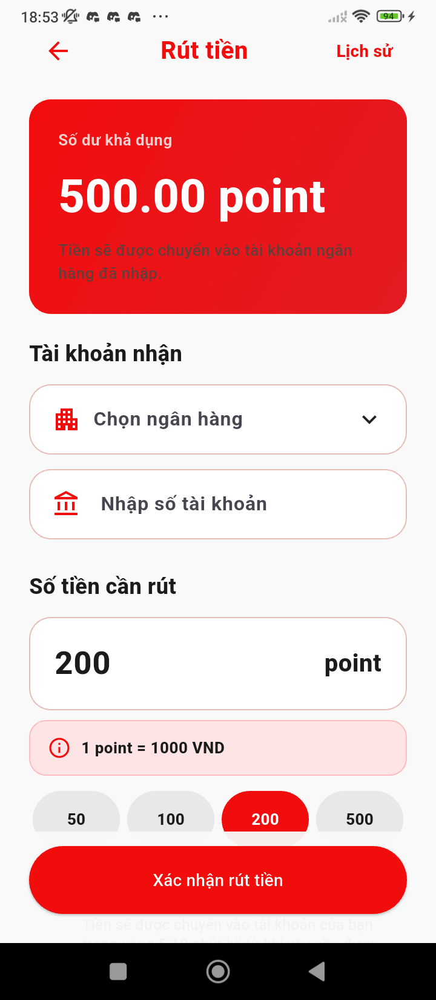 18:53
94
Rút tiền
Lịch sử
Số dư khả dụng
500.00 point
Tiền sẽ được chuyển vào tài khoản ngân
hàng đã nhập.
Tài khoản nhận
Chọn ngân hàng
Nhập số tài khoản
Số tiền cần rút
200 point
1 point = 1000 VND
50 100 200 500
Xác nhận rút tiền
Tiền sẽ được chuyển vào tài khoản của bạn